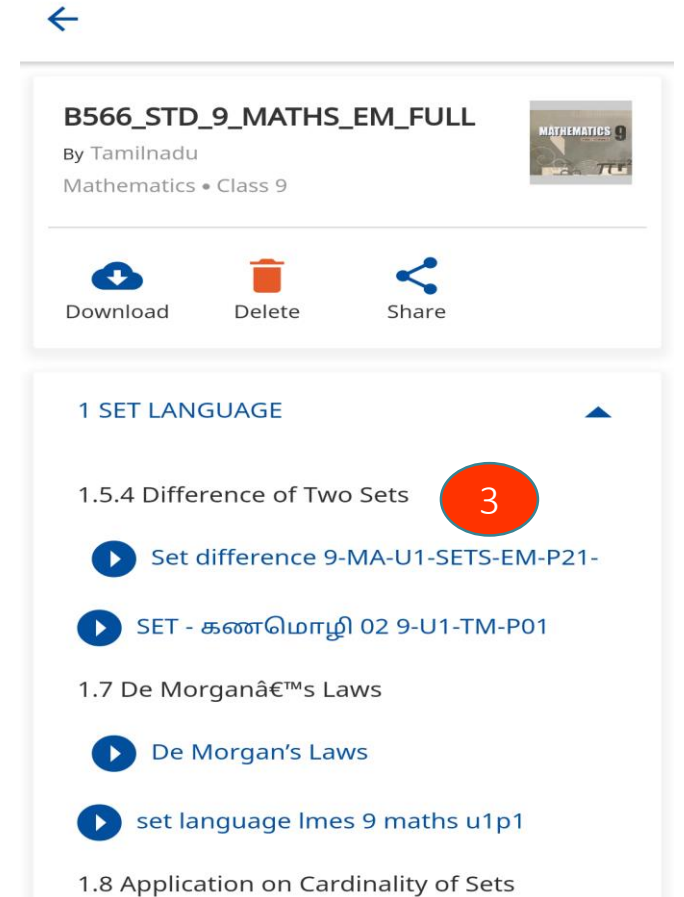 B566_STD_9_MATHS_EM_FULL
MATHEMATICS 9
By Tamilnadu
Mathematics • Class 9
Download Delete Share
1 SET LANGUAGE
1.5.4 Difference of Two Sets 3
Set difference 9-MA-U1-SETS-EM-P21-
SET - கணமொழி 02 9-U1-TM-P01
1.7 De Morganâ€™s Laws
De Morgan’s Laws
set language lmes 9 maths u1p1
1.8 Application on Cardinality of Sets